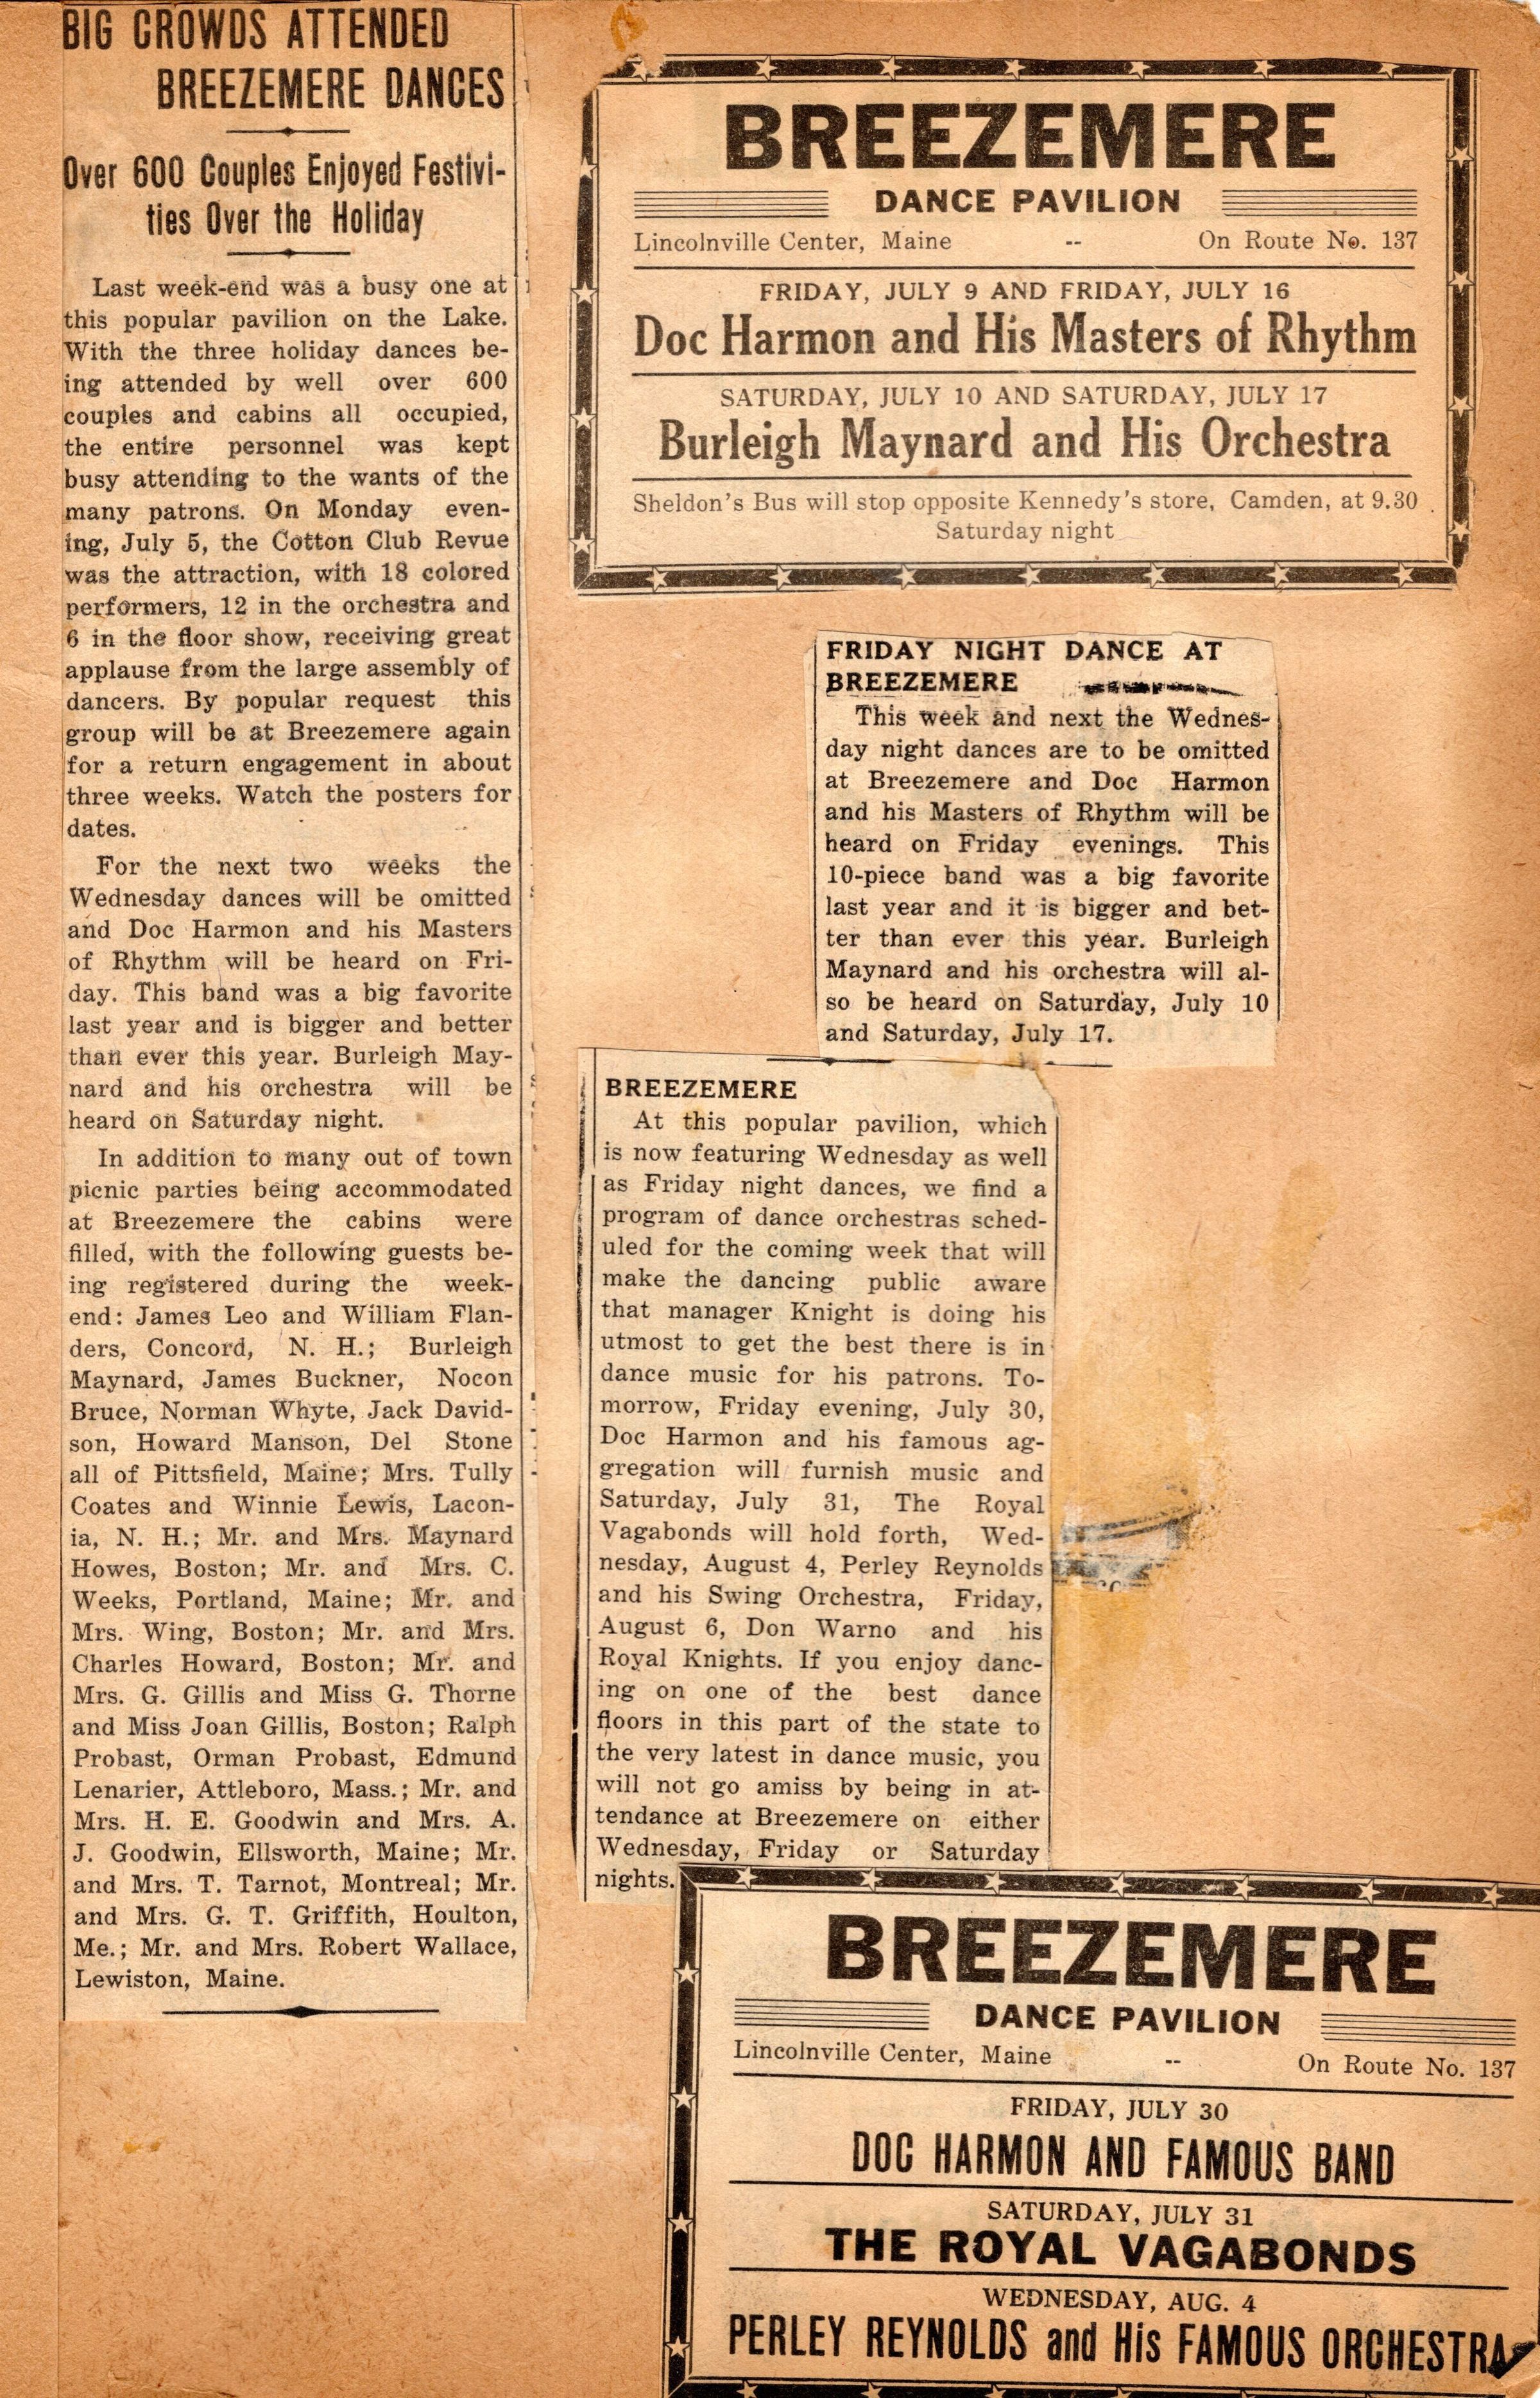 BIG CROWDS ATTENDED
BREEZEMERE DANCES
Over 600 Couples Enjoyed Festivi-
ties Over the Holiday
Last week-end was a busy one at
this popular pavilion on the Lake.
With the three holiday dances be-
ing attended by well over 600
couples and cabins all occupied,
the entire personnel was kept
busy attending to the wants of the
many patrons. On Monday even-
ing, July 5, the Cotton Club Revue
was the attraction, with 18 colored
performers, 12 in the orchestra and
6 in the floor show, receiving great
applause from the large assembly of
dancers. By popular request this
group will be at Breezemere again
for a return engagement in about
three weeks. Watch the posters for
dates.
For the next two weeks the
Wednesday dances will be omitted
and Doc Harmon and his Masters
of Rhythm will be heard on Fri-
day. This band was a big favorite
last year and is bigger and better
than ever this year. Burleigh May-
nard and his orchestra will be
heard on Saturday night.
In addition to many out of town
picnic parties being accommodated
at Breezemere the cabins were
filled, with the following guests be-
ing registered during the week-
end: James Leo and William Flan-
ders, Concord, N. H.; Burleigh
Maynard, James Buckner, Nocon
Bruce, Norman Whyte, Jack David-
son, Howard Manson, Del Stone
all of Pittsfield, Maine; Mrs. Tully
Coates and Winnie Lewis, Lacon-
ia, N. H.; Mr. and Mrs. Maynard
Howes, Boston; Mr. and Mrs. C.
Weeks, Portland, Maine; Mr. and
Mrs. Wing, Boston; Mr. and Mrs.
Charles Howard, Boston; Mr. and
Mrs. G. Gillis and Miss G. Thorne
and Miss Joan Gillis, Boston; Ralph
Probast, Orman Probast, Edmund
Lenarier, Attleboro, Mass.; Mr. and
Mrs. H. E. Goodwin and Mrs. A.
J. Goodwin, Ellsworth, Maine; Mr.
and Mrs. T. Tarnot, Montreal; Mr.
and Mrs. G. T. Griffith, Houlton,
Me.; Mr. and Mrs. Robert Wallace,
Lewiston, Maine.
BREEZEMERE
DANCE PAVILION
Lincolnville Center, Maine -- On Route No. 137
FRIDAY, JULY 9 AND FRIDAY, JULY 16
Doc Harmon and His Masters of Rhythm
SATURDAY, JULY 10 AND SATURDAY, JULY 17
Burleigh Maynard and His Orchestra
Sheldon's Bus will stop opposite Kennedy's store, Camden, at 9.30
Saturday night
FRIDAY NIGHT DANCE AT
BREEZEMERE
This week and next the Wednes-
day night dances are to be omitted
at Breezemere and Doc Harmon
and his Masters of Rhythm will be
heard on Friday evenings. This
10-piece band was a big favorite
last year and it is bigger and bet-
ter than ever this year. Burleigh
Maynard and his orchestra will al-
so be heard on Saturday, July 10
and Saturday, July 17.
BREEZEMERE
At this popular pavilion, which
is now featuring Wednesday as well
as Friday night dances, we find a
program of dance orchestras sched-
uled for the coming week that will
make the dancing public aware
that manager Knight is doing his
utmost to get the best there is in
dance music for his patrons. To-
morrow, Friday evening, July 30,
Doc Harmon and his famous ag-
gregation will furnish music and
Saturday, July 31, The Royal
Vagabonds will hold forth, Wed-
nesday, August 4, Perley Reynolds
and his Swing Orchestra, Friday,
August 6, Don Warno and his
Royal Knights. If you enjoy danc-
ing on one of the best dance
floors in this part of the state to
the very latest in dance music, you
will not go amiss by being in at-
tendance at Breezemere on either
Wednesday, Friday or Saturday
nights.
BREEZEMERE
DANCE PAVILION
Lincolnville Center, Maine -- On Route No. 137
FRIDAY, JULY 30
DOC HARMON AND FAMOUS BAND
SATURDAY, JULY 31
THE ROYAL VAGABONDS
WEDNESDAY, AUG. 4
PERLEY REYNOLDS and His FAMOUS ORCHESTRA